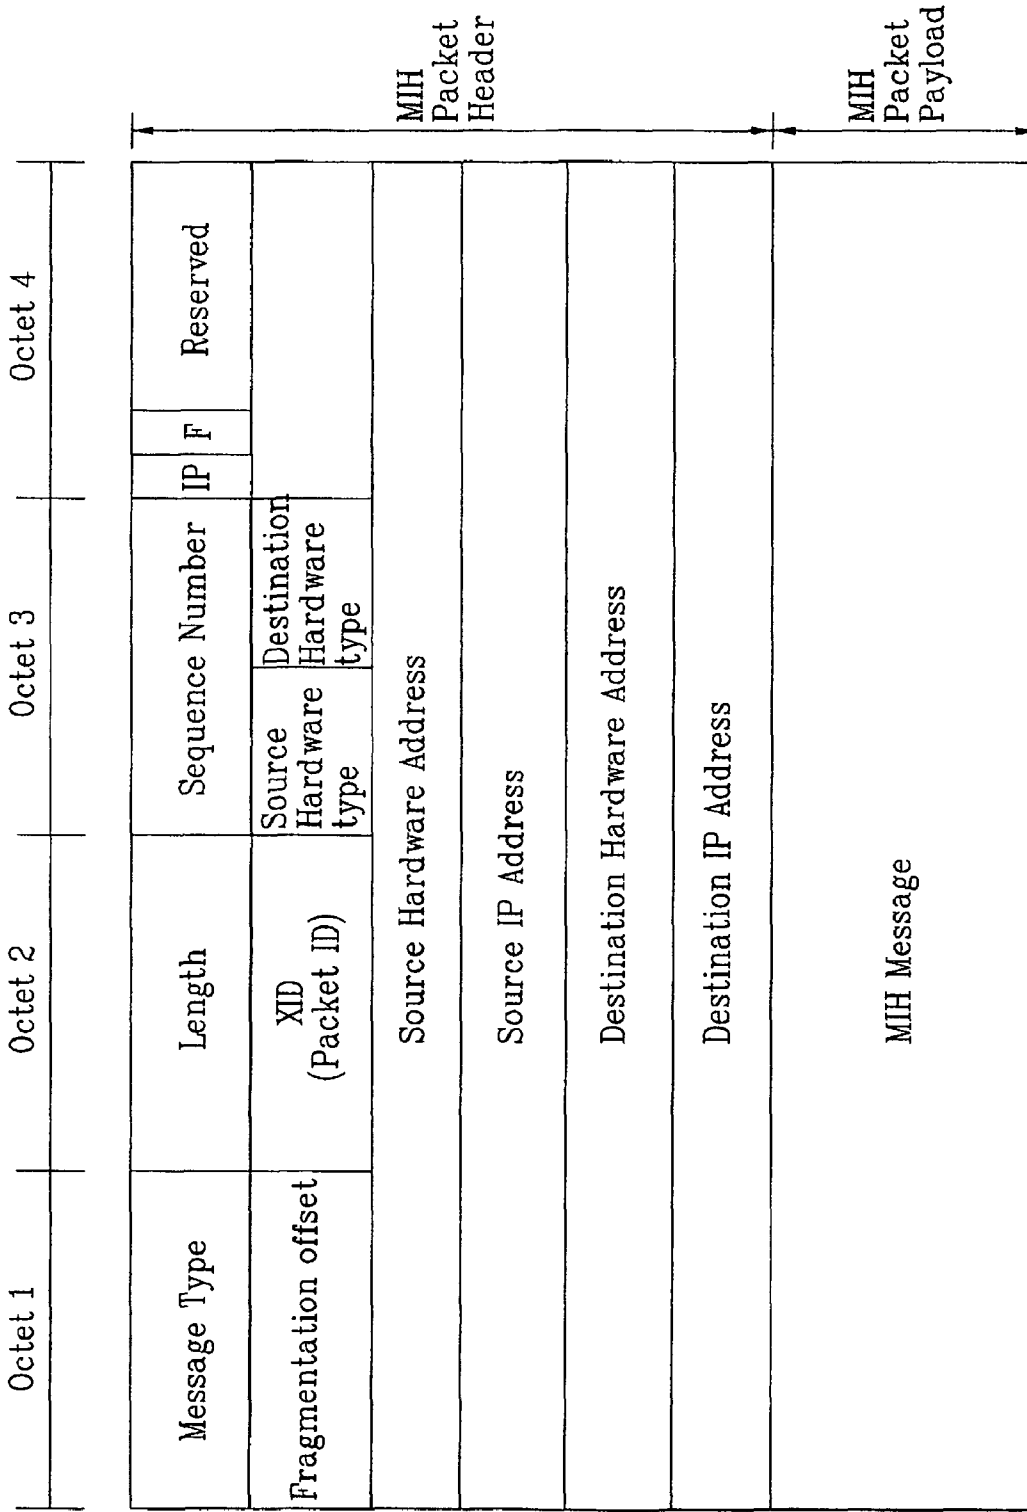 Octet 1
Octet 2
Octet 3
Octet 4
Message Type
Length
Sequence Number
IP
F
Reserved
Fragmentation offset
XID
(Packet ID)
Source
Hardware
type
Destination
Hardware
type
Source Hardware Address
Source IP Address
Destination Hardware Address
Destination IP Address
MIH Message
MIH
Packet
Header
MIH
Packet
Payload